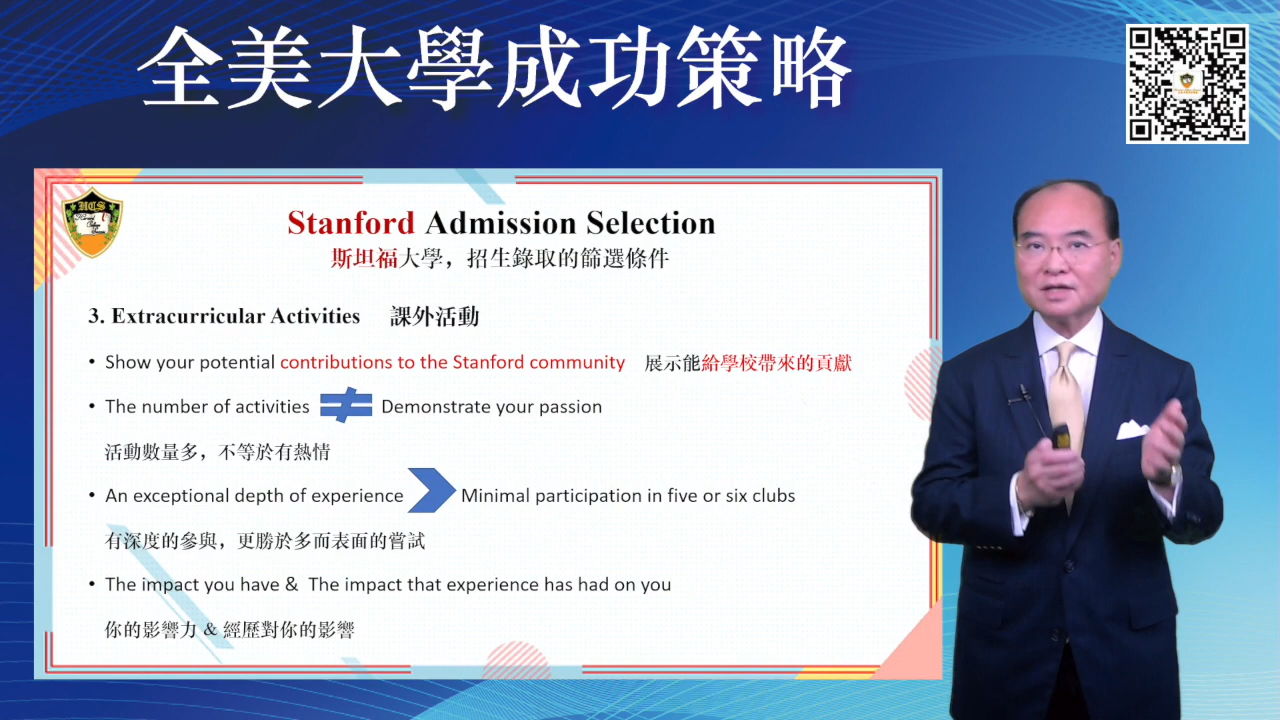 全美大學成功策略
HCS
Stanford Admission Selection
斯坦福大學，招生錄取的篩選條件
3. Extracurricular Activities 課外活動
• Show your potential contributions to the Stanford community 展示能給學校帶來的貢獻
• The number of activities ≠ Demonstrate your passion
活動數量多，不等於有熱情
• An exceptional depth of experience > Minimal participation in five or six clubs
有深度的參與，更勝於多而表面的嘗試
• The impact you have & The impact that experience has had on you
你的影響力 & 經歷對你的影響